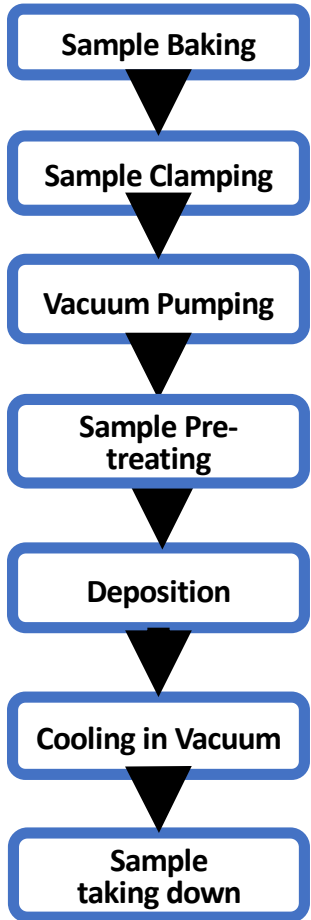 Sample Baking
Sample Clamping
Vacuum Pumping
Sample Pre-
treating
Deposition
Cooling in Vacuum
Sample
taking down